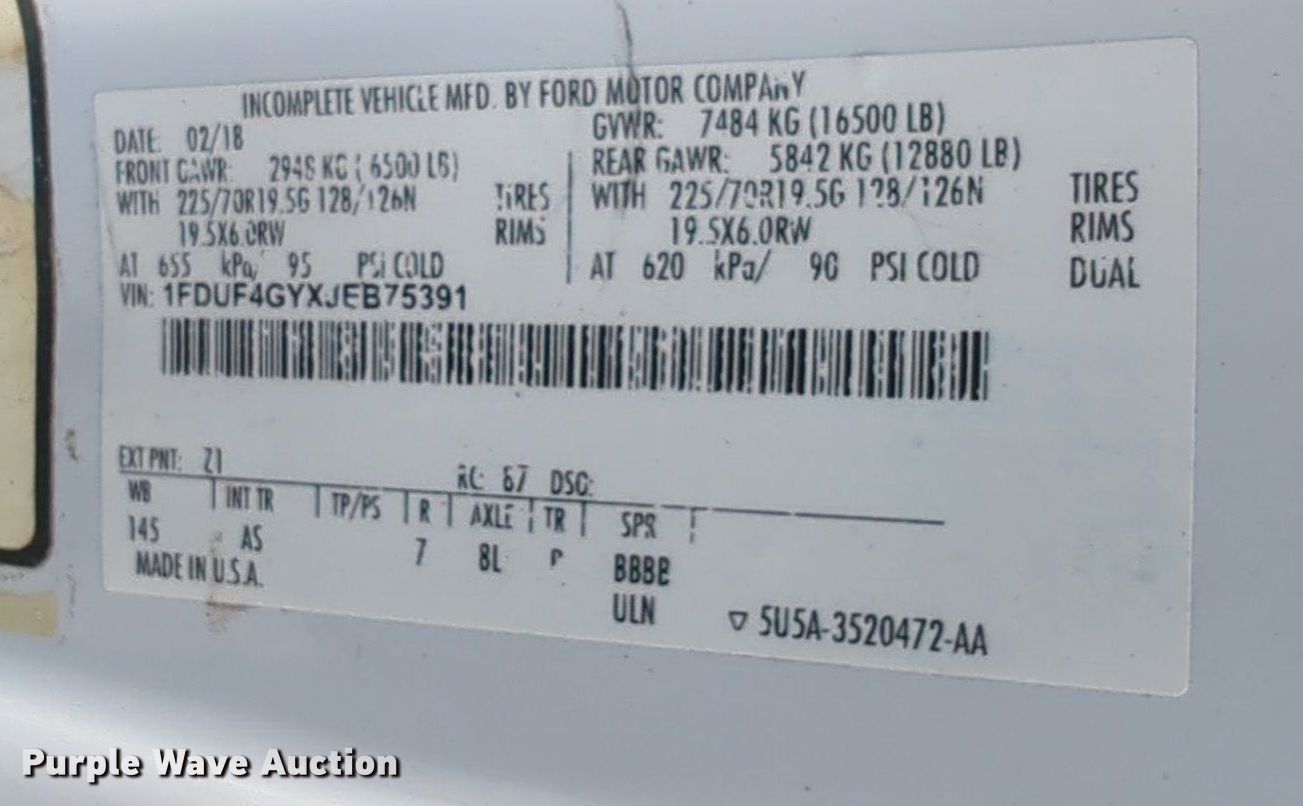 INCOMPLETE VEHICLE MFD. BY FORD MOTOR COMPANY
DATE: 02/18 GVWR: 7484 KG (16500 LB)
FRONT GAWR: 2948 KG (6500 LB) REAR GAWR: 5842 KG (12880 LB)
WITH 225/70R19.5G 128/126N TIRES WITH 225/70R19.5G 128/126N TIRES
19.5X6.0RW RIMS 19.5X6.0RW RIMS
AT 655 kPa/ 95 PSI COLD AT 620 kPa/ 90 PSI COLD DUAL
VIN: 1FDUF4GYXJEB75391
EXT PNT: Z1 RC: 67 DSO:
WB INT TR TP/PS R AXLE TR SPR
145 AS 7 8L P BBBB
MADE IN U.S.A. ULN ▽ 5U5A-3520472-AA
Purple Wave Auction